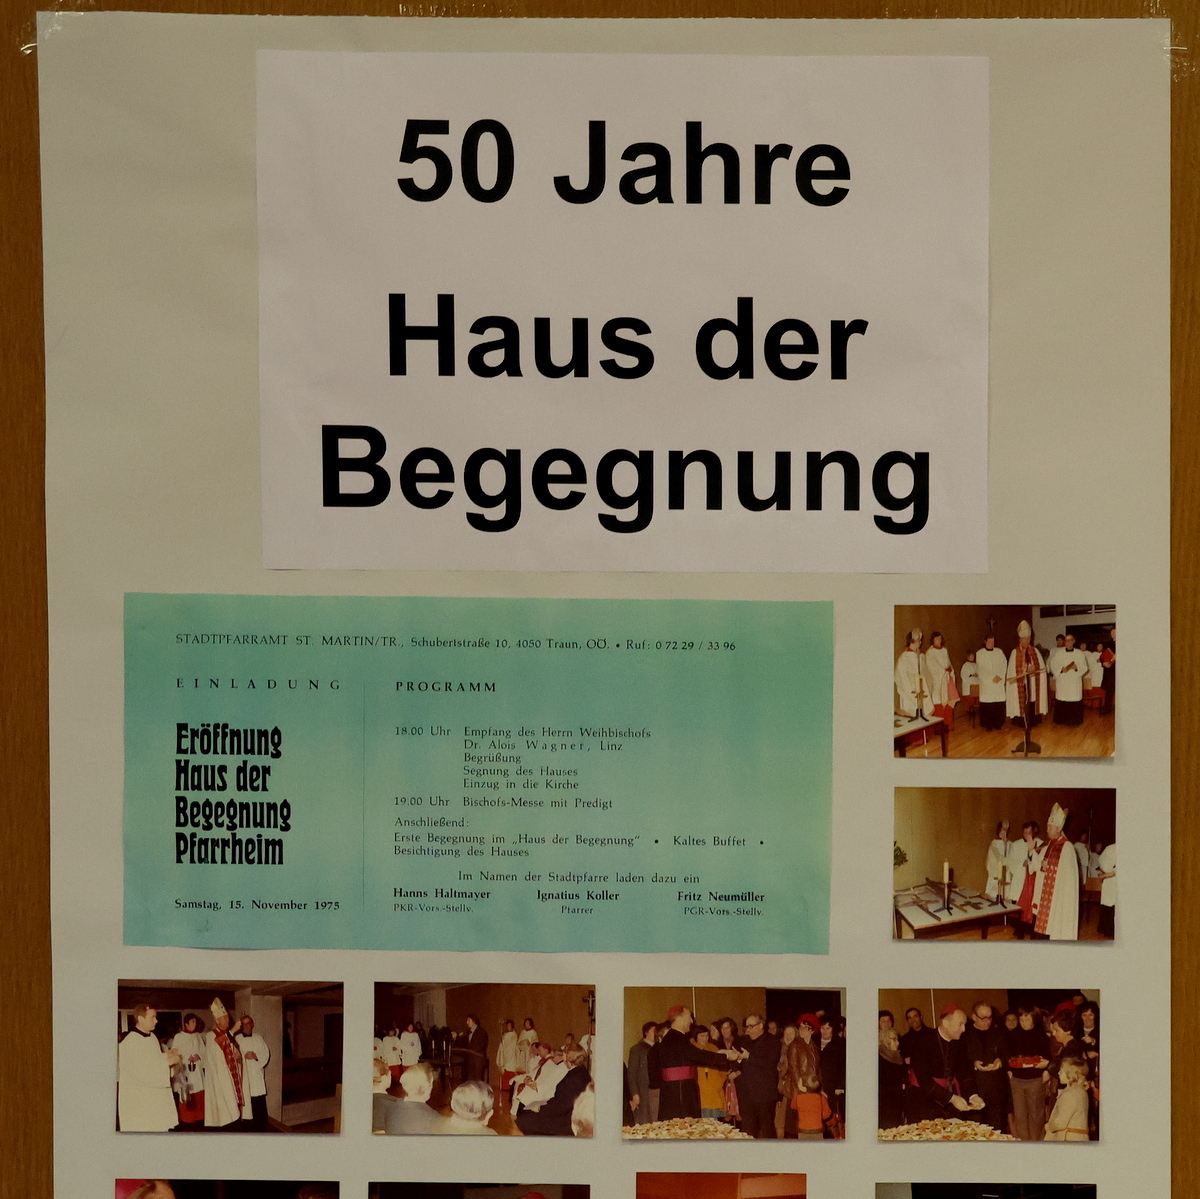 50 Jahre
Haus der
Begegnung
STADTPFARRAMT ST. MARTIN/TR., Schubertstraße 10, 4050 Traun, OÖ. • Ruf: 0 72 29 / 33 96
EINLADUNG
Eröffnung
Haus der
Begegnung
Pfarrheim
Samstag, 15. November 1975
PROGRAMM
18.00 Uhr Empfang des Herrn Weihbischofs
Dr. Alois Wagner, Linz
Begrüßung
Segnung des Hauses
Einzug in die Kirche
19.00 Uhr Bischofs-Messe mit Predigt
Anschließend:
Erste Begegnung im „Haus der Begegnung“ • Kaltes Buffet •
Besichtigung des Hauses
Im Namen der Stadtpfarre laden dazu ein
Hanns Haltmayer Ignatius Koller Fritz Neumüller
PKR-Vors.-Stellv. Pfarrer PGR-Vors.-Stellv.